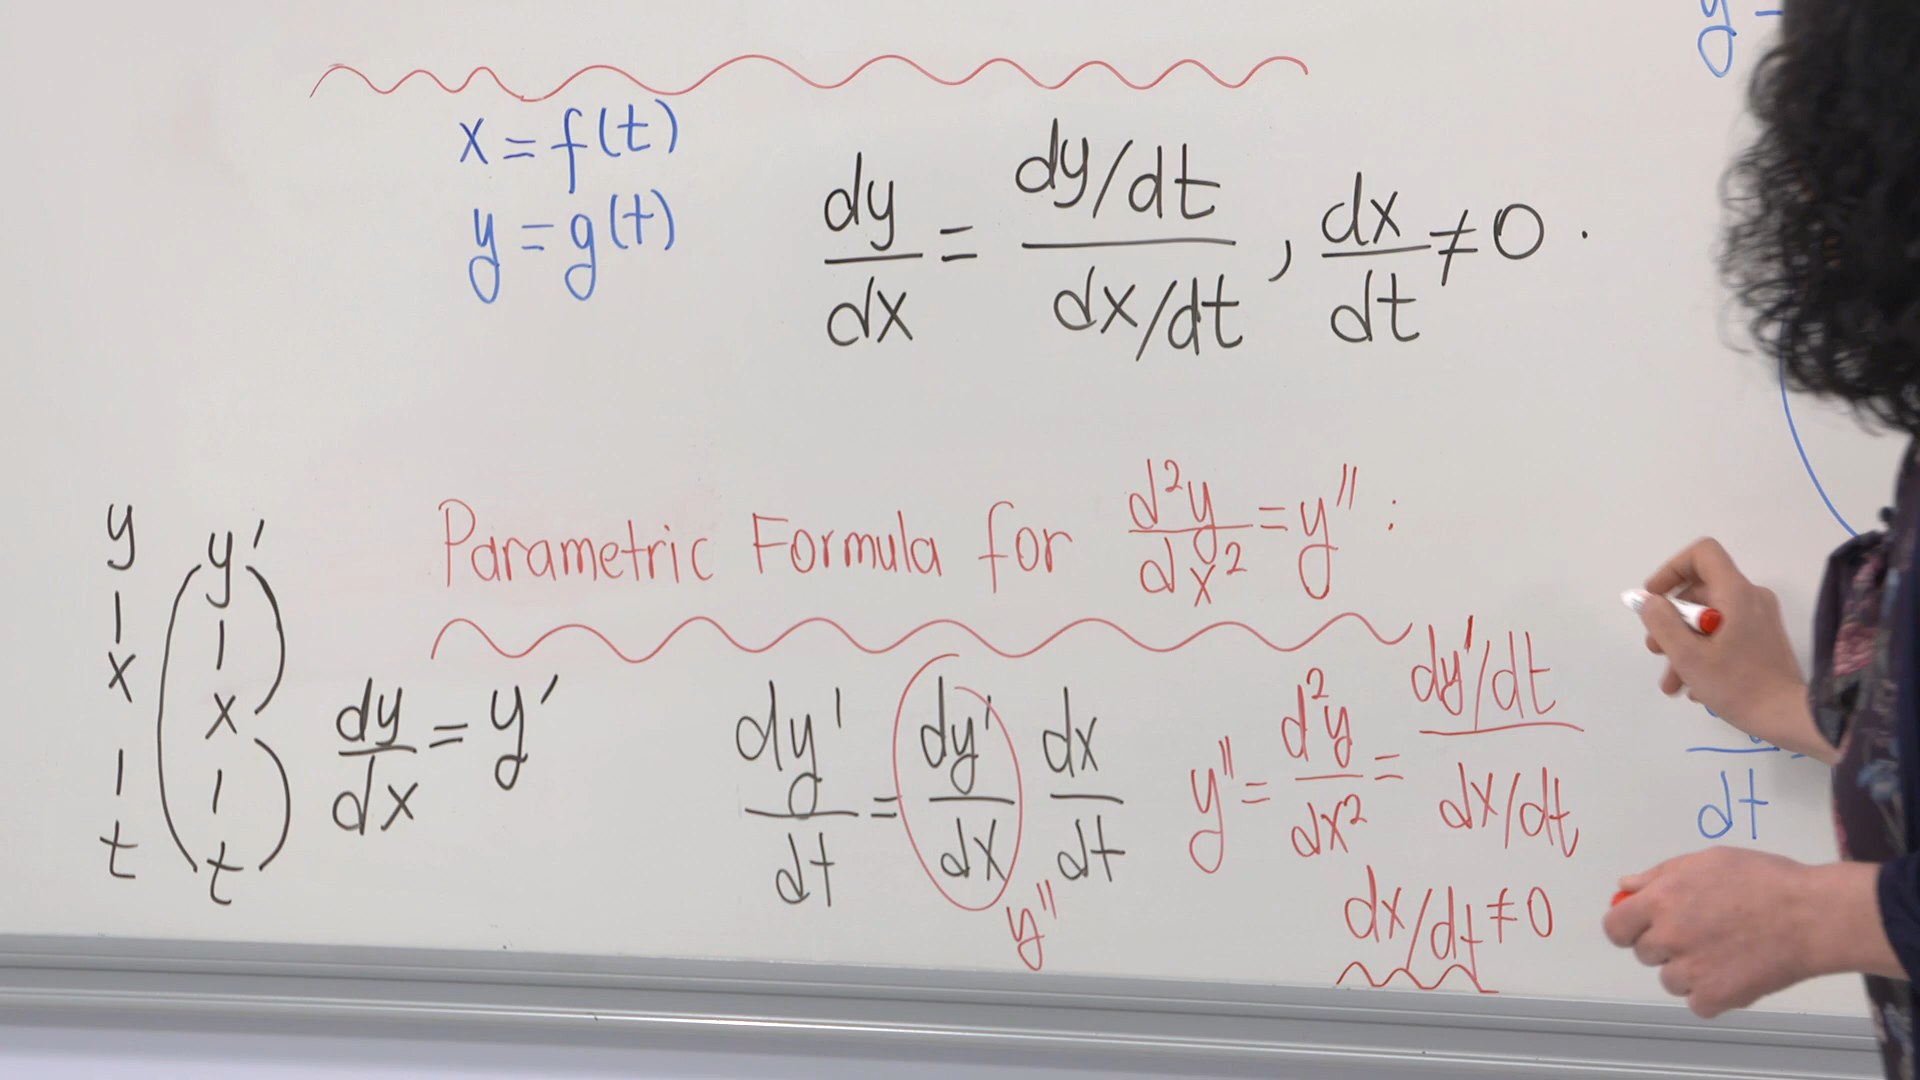 y =
x = f(t)
y = g(t)
dy/dx = (dy/dt)/(dx/dt), dx/dt ≠ 0.
Parametric Formula for d²y/dx² = y'':
y
|
x
|
t
y'
|
x
|
t
dy/dx = y'
dy'/dt = dy'/dx dx/dt
y''
y'' = d²y/dx² = (dy'/dt)/(dx/dt)
dx/dt ≠ 0
dt